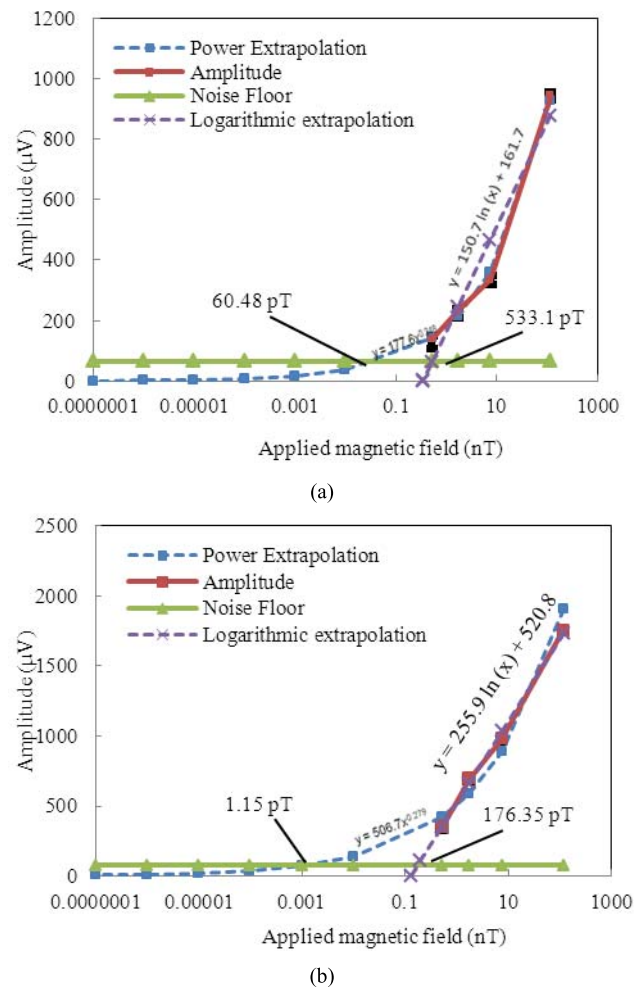 1200
1000
800
600
400
200
0
Amplitude (μV)
Power Extrapolation
Amplitude
Noise Floor
Logarithmic extrapolation
y = 150.7 ln (x) + 161.7
60.48 pT
533.1 pT
0.0000001 0.00001 0.001 0.1 10 1000
Applied magnetic field (nT)
(a)
2500
2000
1500
1000
500
0
Amplitude (μV)
Power Extrapolation
Amplitude
Noise Floor
Logarithmic extrapolation
y = 255.9 ln (x) + 520.8
y = 506.7x^0.279
1.15 pT
176.35 pT
0.0000001 0.00001 0.001 0.1 10 1000
Applied magnetic field (nT)
(b)